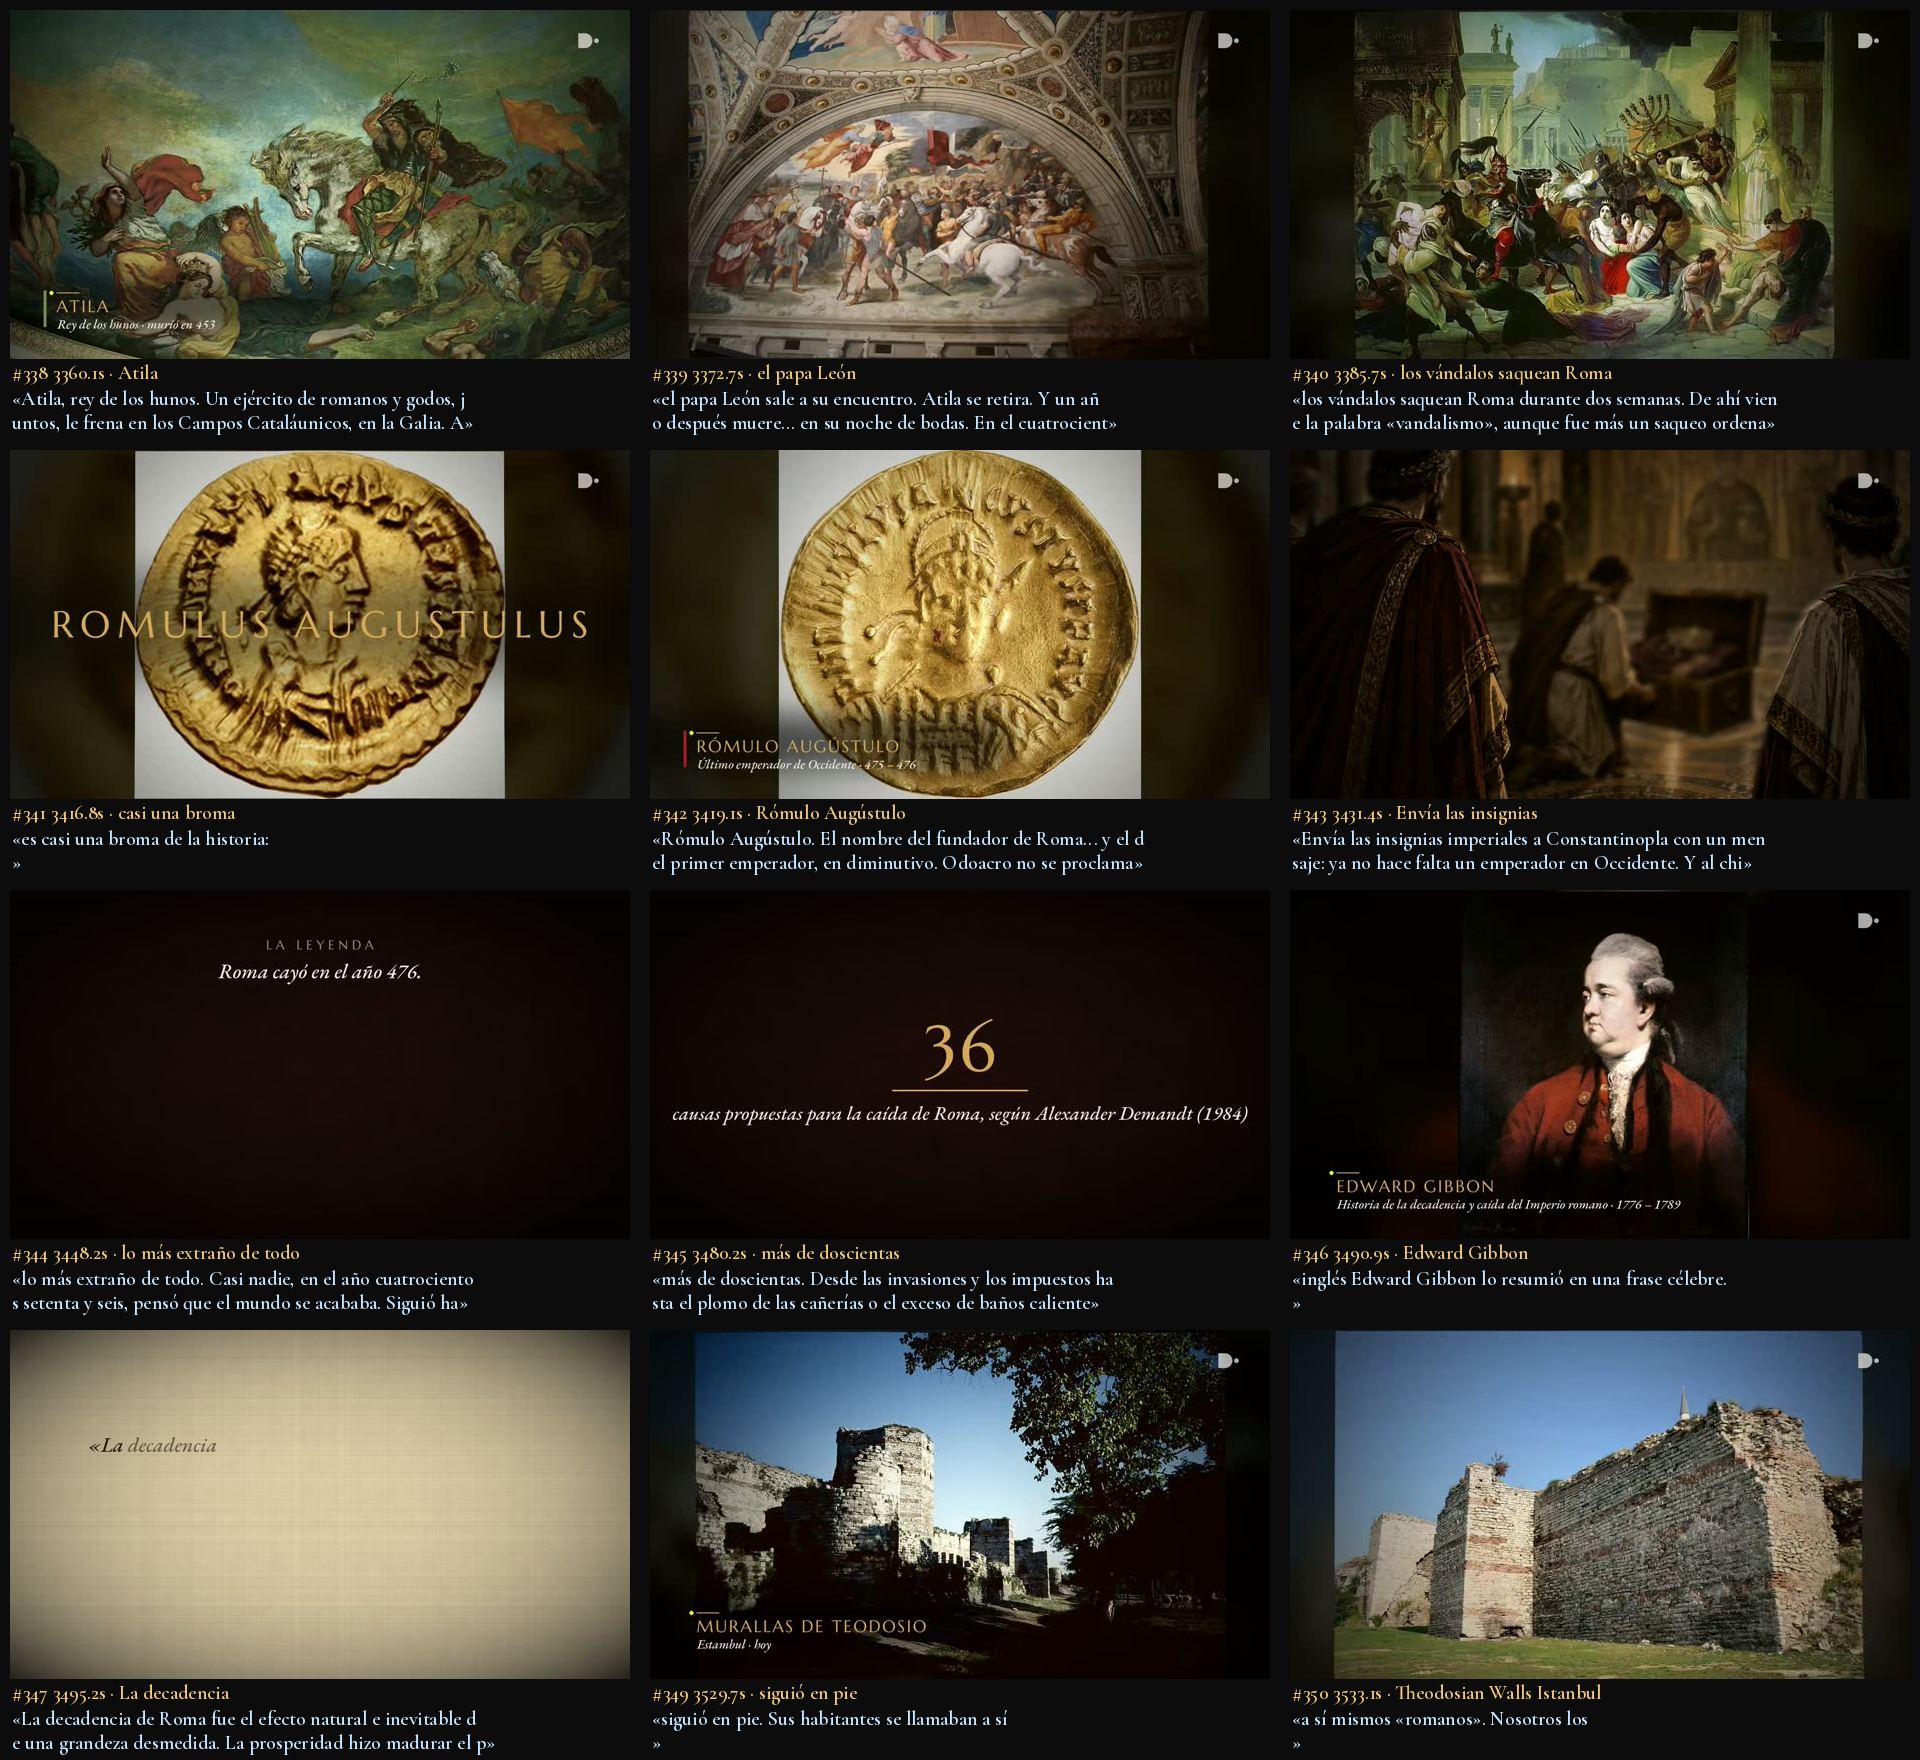 ATILA
Rey de los hunos · murió en 453
#338 3360.1s · Atila
«Atila, rey de los hunos. Un ejército de romanos y godos, j
untos, le frena en los Campos Cataláunicos, en la Galia. A»
#339 3372.7s · el papa León
«el papa León sale a su encuentro. Atila se retira. Y un añ
o después muere... en su noche de bodas. En el cuatrocient»
#340 3385.7s · los vándalos saquean Roma
«los vándalos saquean Roma durante dos semanas. De ahí vien
e la palabra «vandalismo», aunque fue más un saqueo ordena»
ROMULUS AUGUSTULUS
#341 3416.8s · casi una broma
«es casi una broma de la historia:
»
RÓMULO AUGÚSTULO
Último emperador de Occidente · 475 – 476
#342 3419.1s · Rómulo Augústulo
«Rómulo Augústulo. El nombre del fundador de Roma... y el d
el primer emperador, en diminutivo. Odoacro no se proclama»
#343 3431.4s · Envía las insignias
«Envía las insignias imperiales a Constantinopla con un men
saje: ya no hace falta un emperador en Occidente. Y al chi»
LA LEYENDA
Roma cayó en el año 476.
#344 3448.2s · lo más extraño de todo
«lo más extraño de todo. Casi nadie, en el año cuatrociento
s setenta y seis, pensó que el mundo se acababa. Siguió ha»
36
causas propuestas para la caída de Roma, según Alexander Demandt (1984)
#345 3480.2s · más de doscientas
«más de doscientas. Desde las invasiones y los impuestos ha
sta el plomo de las cañerías o el exceso de baños caliente»
EDWARD GIBBON
Historia de la decadencia y caída del Imperio romano · 1776 – 1789
#346 3490.9s · Edward Gibbon
«inglés Edward Gibbon lo resumió en una frase célebre.
»
«La decadencia
#347 3495.2s · La decadencia
«La decadencia de Roma fue el efecto natural e inevitable d
e una grandeza desmedida. La prosperidad hizo madurar el p»
MURALLAS DE TEODOSIO
Estambul · hoy
#349 3529.7s · siguió en pie
«siguió en pie. Sus habitantes se llamaban a sí
»
#350 3533.1s · Theodosian Walls Istanbul
«a sí mismos «romanos». Nosotros los
»